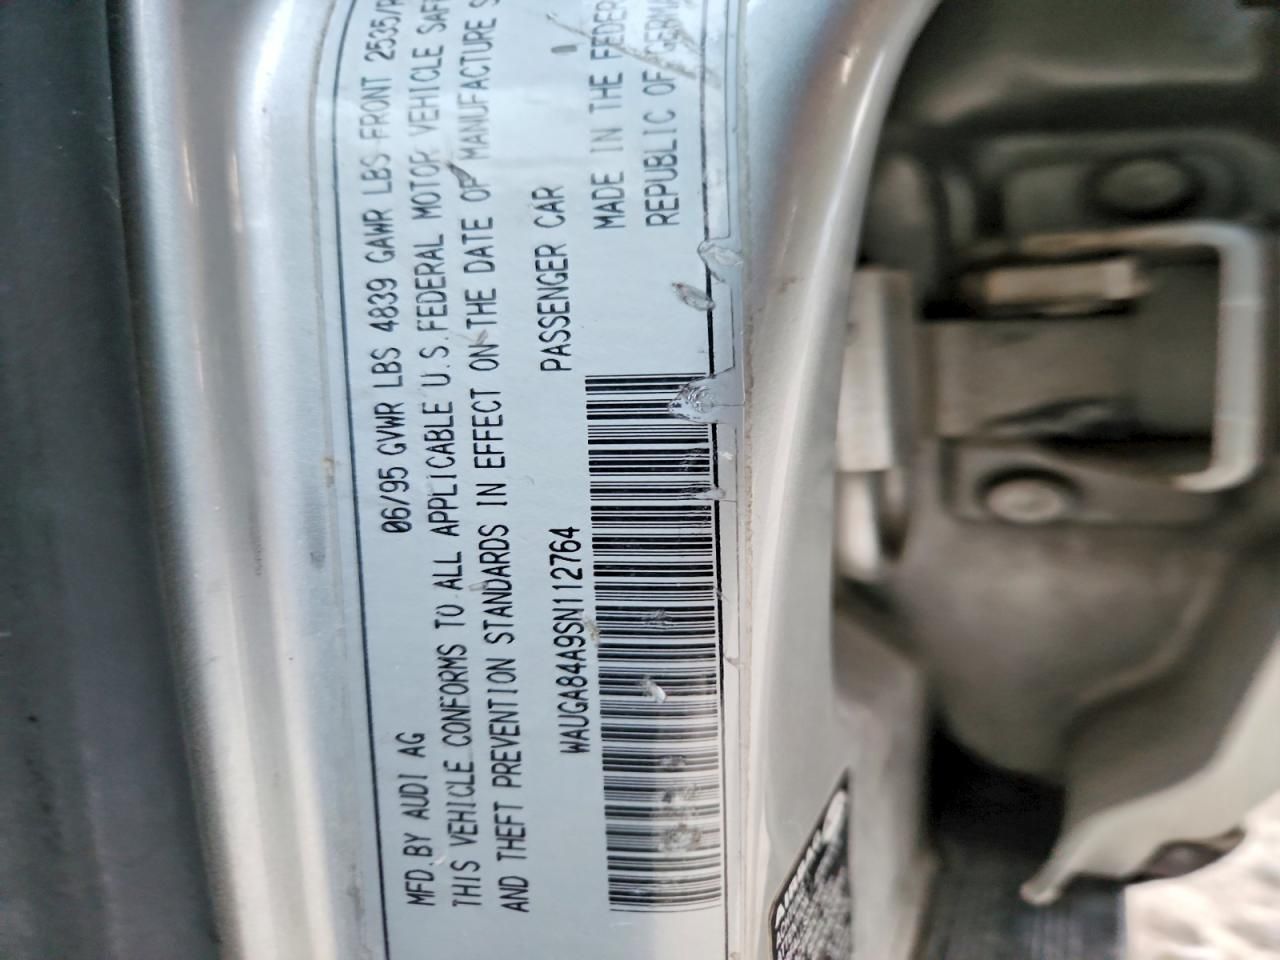 MFD.BY AUDI AG 06/95 GVWR LBS 4839 GAWR LBS FRONT 2535/R
THIS VEHICLE CONFORMS TO ALL APPLICABLE U.S.FEDERAL MOTOR VEHICLE SAFE
AND THEFT PREVENTION STANDARDS IN EFFECT ON THE DATE OF MANUFACTURE S
WAUGA84A9SN112764 PASSENGER CAR
MADE IN THE FEDER
REPUBLIC OF GERMA